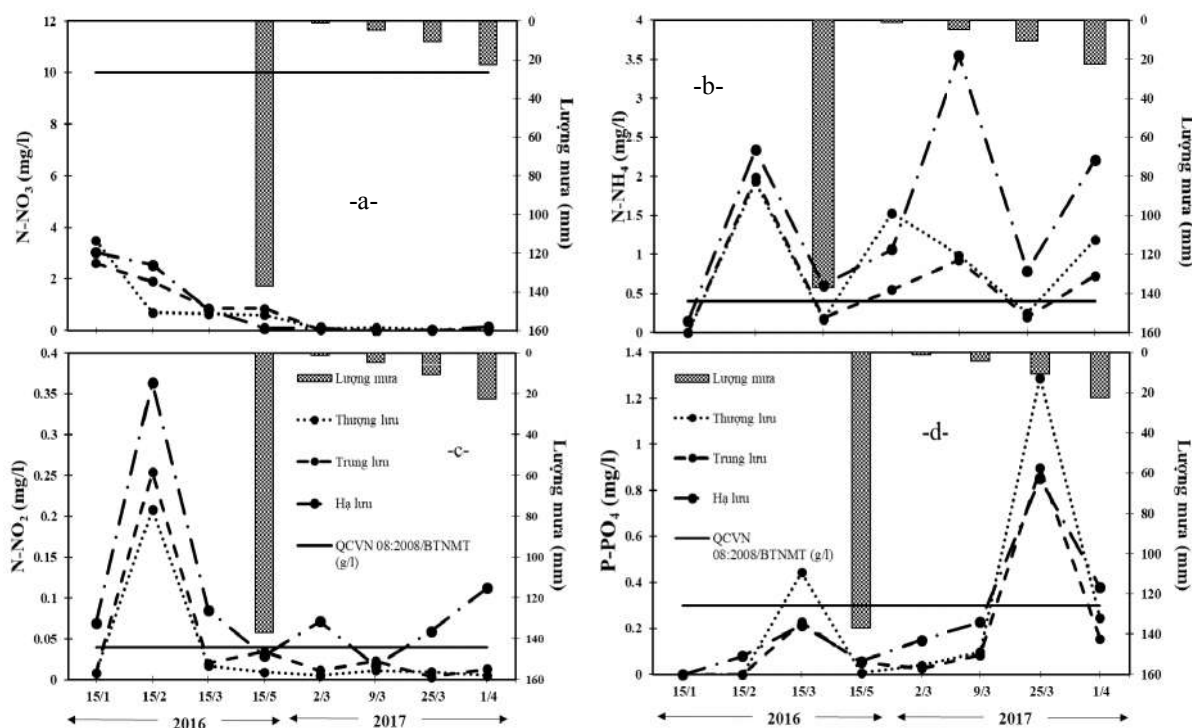 12
10
8
6
4
2
0
N-NO3 (mg/l)
-a-
0
20
40
60
80
100
120
140
160
Lượng mưa (mm)
4
3.5
3
2.5
2
1.5
1
0.5
0
N-NH4 (mg/l)
-b-
0
20
40
60
80
100
120
140
160
Lượng mưa (mm)
0.4
0.35
0.3
0.25
0.2
0.15
0.1
0.05
0
N-NO2 (mg/l)
Lượng mưa
Thượng lưu
Trung lưu
Hạ lưu
QCVN 08:2008/BTNMT
(g/l)
-c-
0
20
40
60
80
100
120
140
160
Lượng mưa (mm)
15/1 15/2 15/3 15/5 2/3 9/3 25/3 1/4
2016 2017
1.4
1.2
1
0.8
0.6
0.4
0.2
0
P-PO4 (mg/l)
Lượng mưa
Thượng lưu
Trung lưu
Hạ lưu
QCVN
08:2008/BTNMT (g/l)
-d-
0
20
40
60
80
100
120
140
160
Lượng mưa (mm)
15/1 15/2 15/3 15/5 2/3 9/3 25/3 1/4
2016 2017